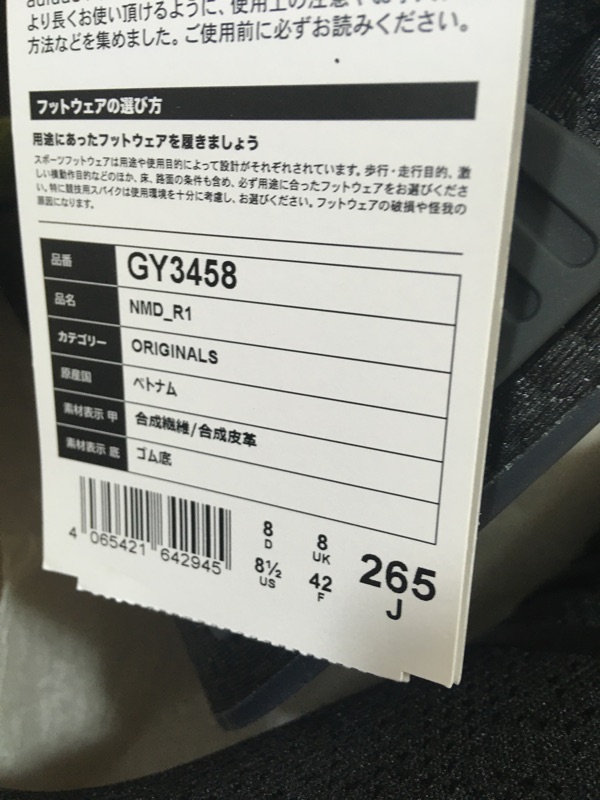 より長くお使い頂けるように、使用上の注意やお手入れ
方法などを集めました。ご使用前に必ずお読みください。
フットウェアの選び方
用途にあったフットウェアを履きましょう
スポーツフットウェアは用途や使用目的によって設計がそれぞれされています。歩行・走行目的、激
しい機動作目的などのほか、床、路面の条件も含め、必ず用途に合ったフットウェアをお選びくださ
い。特に競技用スパイクは使用環境を十分に考慮し、お選びください。フットウェアの破損や怪我の
原因になります。
品番 GY3458
品名 NMD_R1
カテゴリー ORIGINALS
原産国 ベトナム
素材表示 甲 合成繊維/合成皮革
素材表示 底 ゴム底
4 065421 642945
8 D 8 UK 265 J
8½ US 42 F